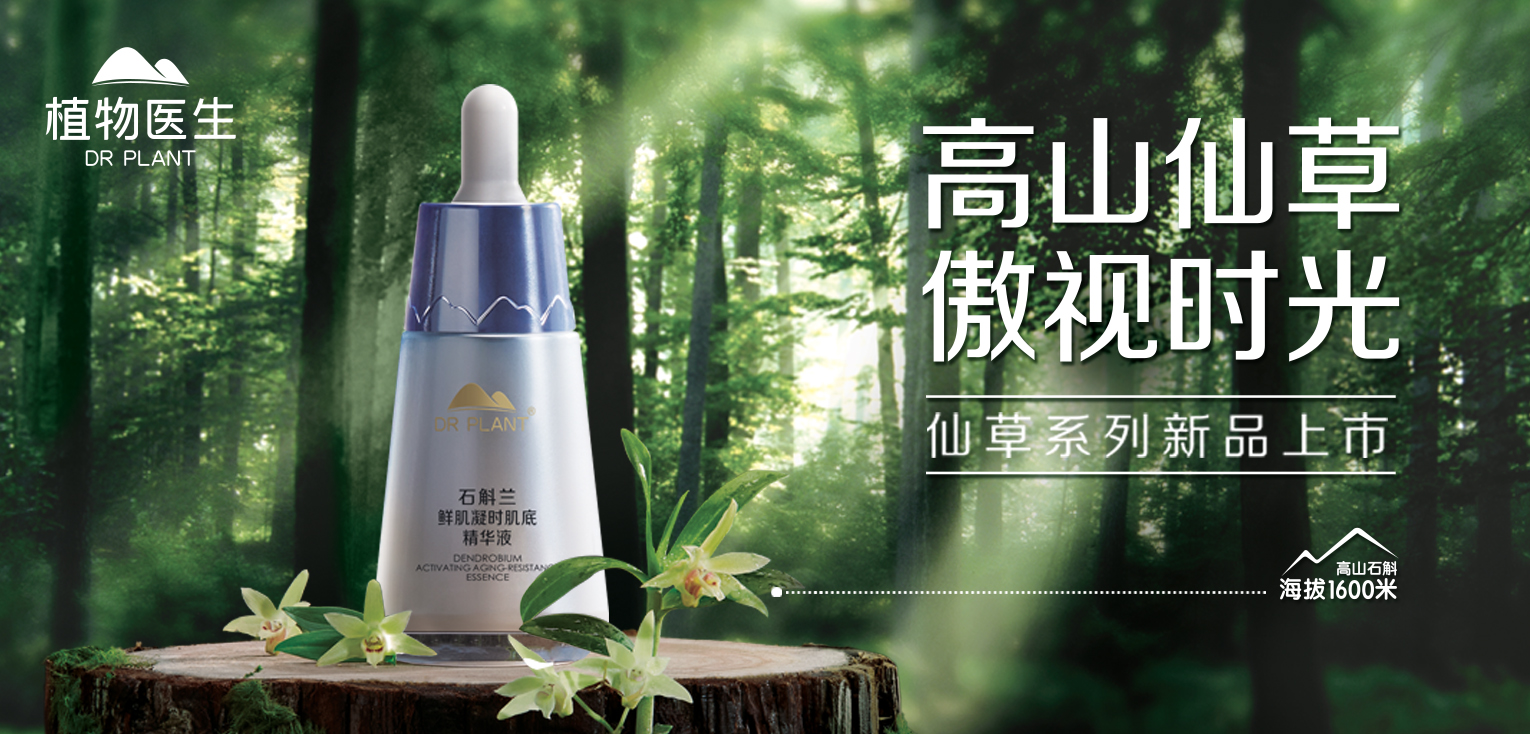 植物医生
DR PLANT
高山仙草
傲视时光
仙草系列新品上市
DR PLANT®
石斛兰
鲜肌凝时肌底
精华液
DENDROBIUM
ACTIVATING AGING-RESISTANC
ESSENCE
高山石斛
海拔1600米